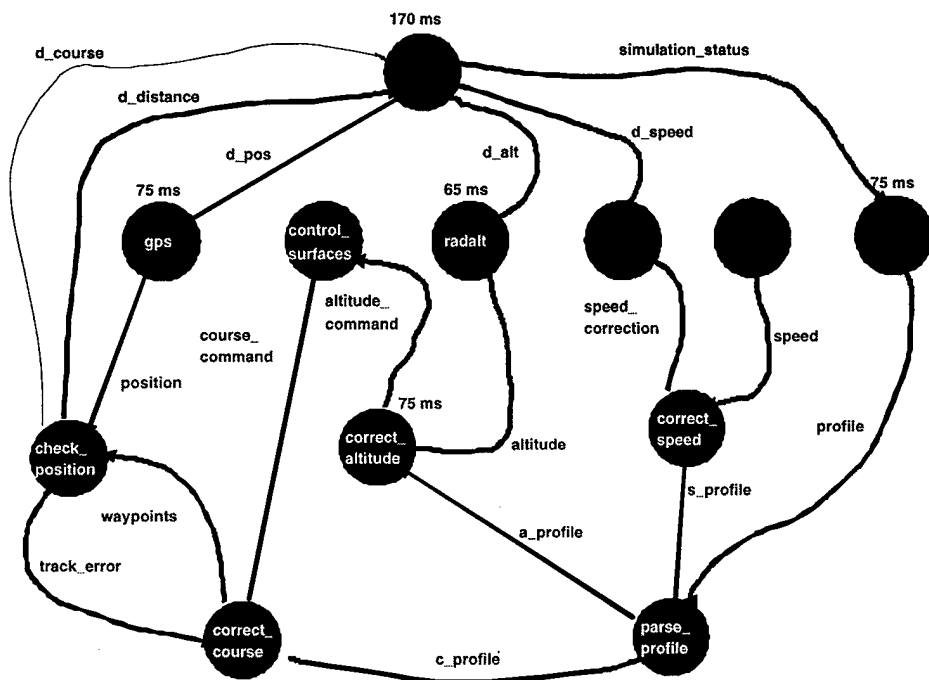 170 ms
d_course
simulation_status
d_distance
d_speed
d_pos
d_alt
75 ms
65 ms
75 ms
gps
control_
surfaces
radalt
altitude_
command
speed_
correction
course_
command
speed
position
75 ms
correct_
altitude
altitude
correct_
speed
profile
check_
position
s_profile
waypoints
a_profile
track_error
correct_
course
parse_
profile
c_profile